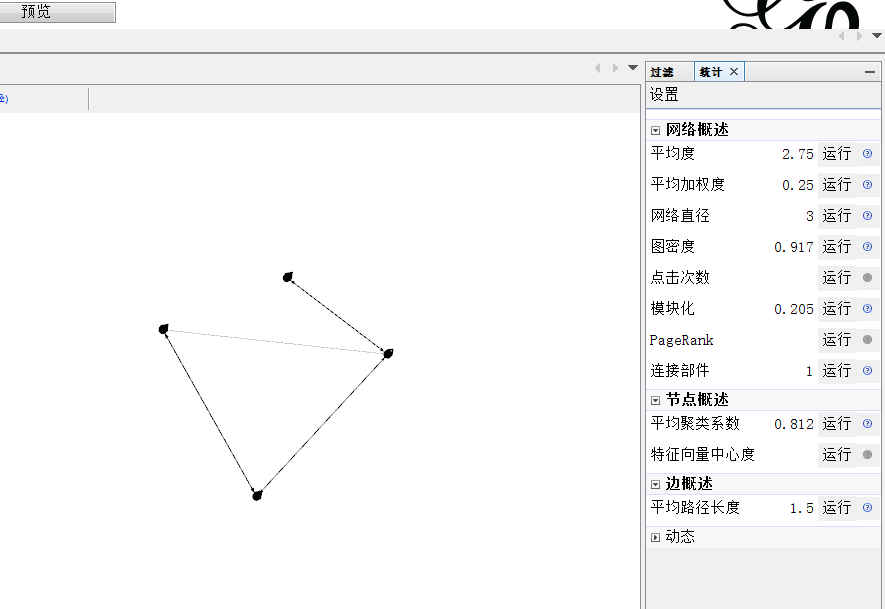 预览
过滤 统计
设置
网络概述
平均度 2.75 运行
平均加权度 0.25 运行
网络直径 3 运行
图密度 0.917 运行
点击次数 运行
模块化 0.205 运行
PageRank 运行
连接部件 1 运行
节点概述
平均聚类系数 0.812 运行
特征向量中心度 运行
边概述
平均路径长度 1.5 运行
动态